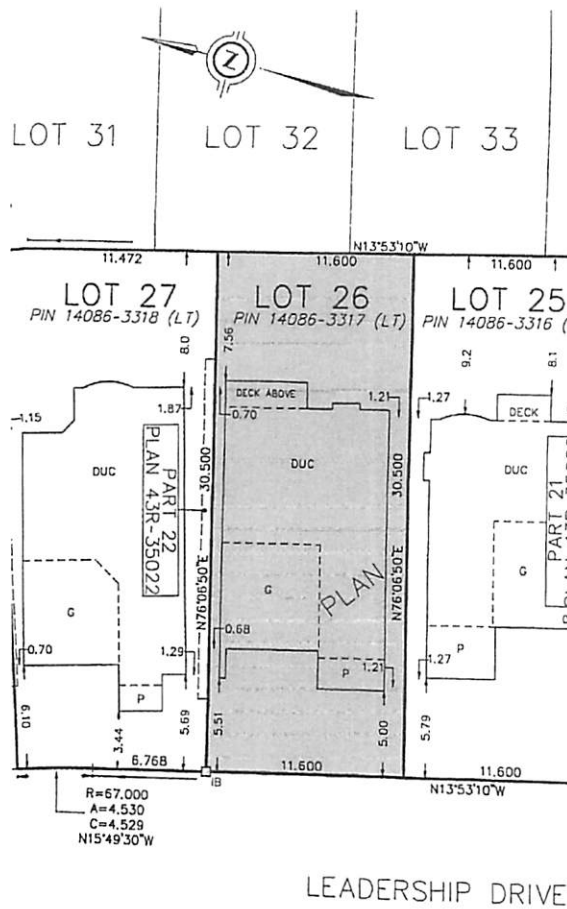 N
LOT 31
LOT 32
LOT 33
N13°53'10"W
11.472
11.600
11.600
LOT 27
PIN 14086-3318 (LT)
LOT 26
PIN 14086-3317 (LT)
LOT 25
PIN 14086-3316 (
8.0
7.56
9.2
8.1
1.15
1.87
DECK ABOVE
0.70
1.21
1.27
DECK
DUC
PART 22
PLAN 43R-35022
30.500
DUC
30.500
DUC
PART 21
G
N76°06'50"E
G
PLAN
N76°06'50"E
G
0.70
1.29
P
0.68
1.21
P
1.27
P
6.10
3.44
5.69
5.51
5.00
5.79
6.768
11.600
11.600
IB
N13°53'10"W
R=67.000
A=4.530
C=4.529
N15°49'30"W
LEADERSHIP DRIVE